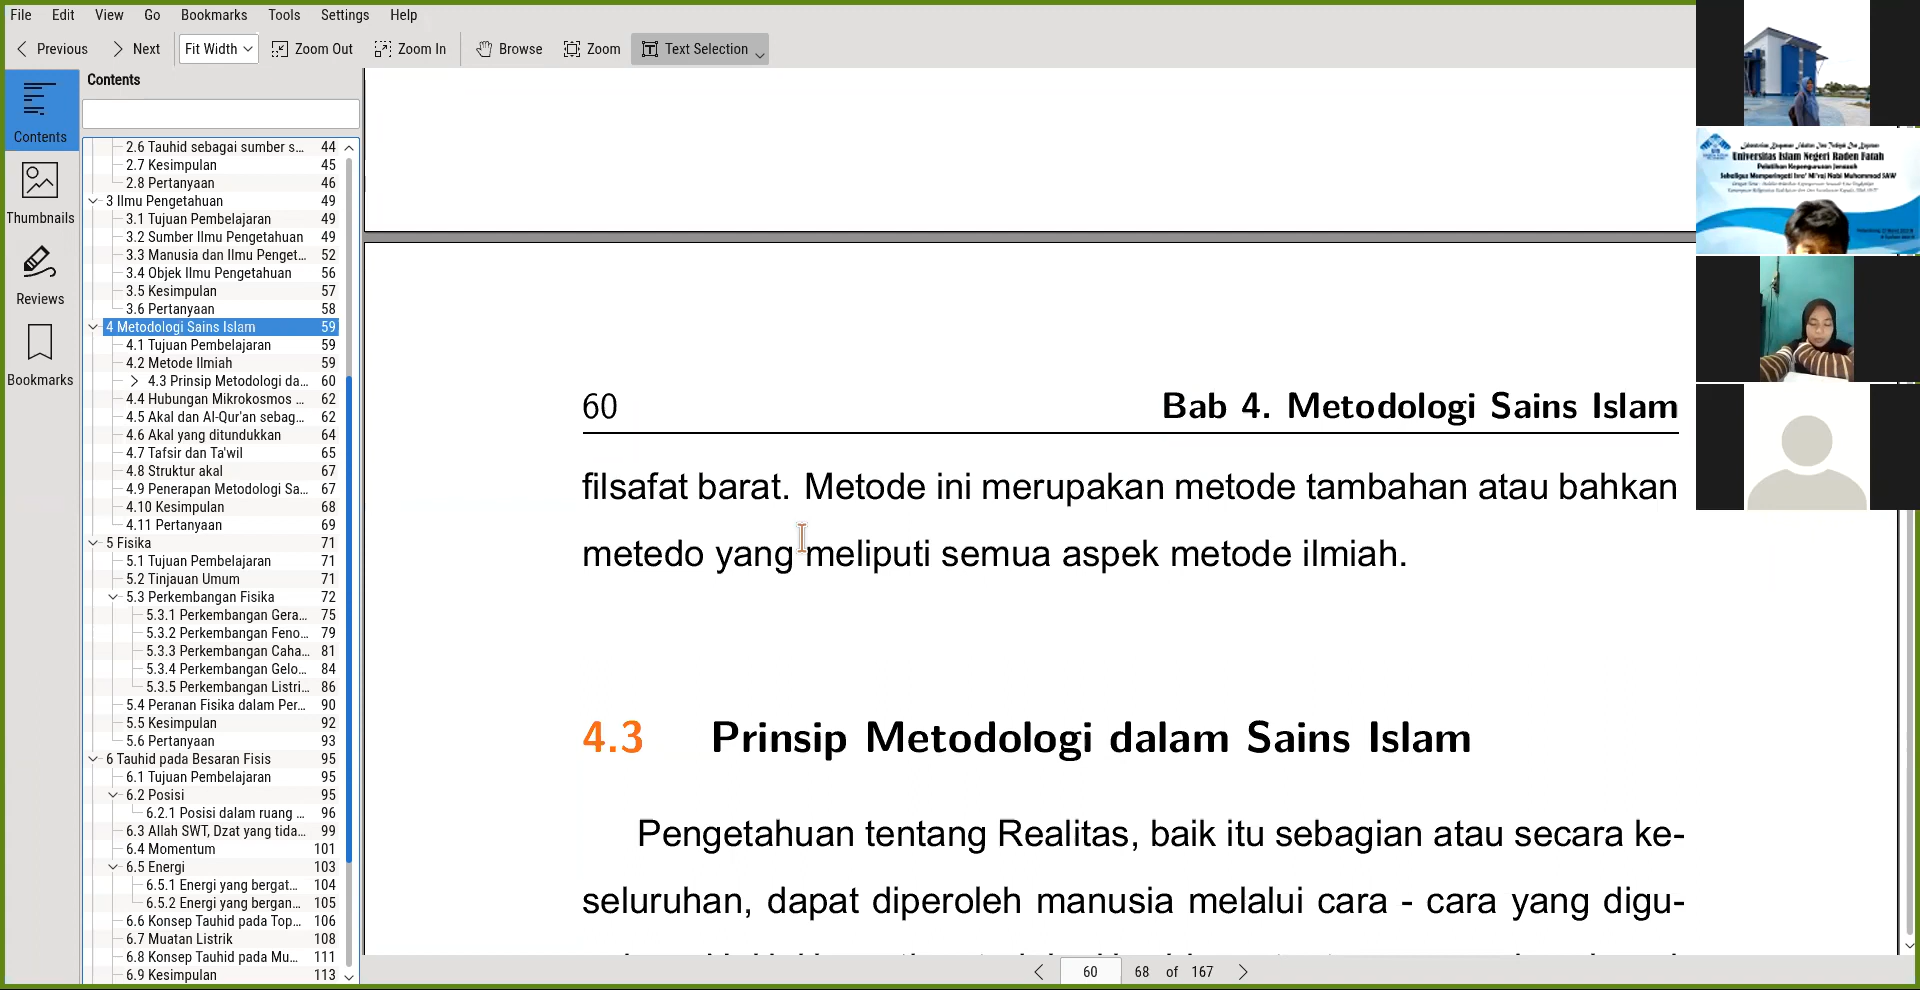 File Edit View Go Bookmarks Tools Settings Help
Previous Next Fit Width Zoom Out Zoom In Browse Zoom Text Selection
Contents
Thumbnails
Reviews
Bookmarks
Contents
2.6 Tauhid sebagai sumber s... 44
2.7 Kesimpulan 45
2.8 Pertanyaan 46
3 Ilmu Pengetahuan 49
3.1 Tujuan Pembelajaran 49
3.2 Sumber Ilmu Pengetahuan 49
3.3 Manusia dan Ilmu Penget... 52
3.4 Objek Ilmu Pengetahuan 56
3.5 Kesimpulan 57
3.6 Pertanyaan 58
4 Metodologi Sains Islam 59
4.1 Tujuan Pembelajaran 59
4.2 Metode Ilmiah 59
4.3 Prinsip Metodologi da... 60
4.4 Hubungan Mikrokosmos ... 62
4.5 Akal dan Al-Qur'an sebag... 62
4.6 Akal yang ditundukkan 64
4.7 Tafsir dan Ta'wil 65
4.8 Struktur akal 67
4.9 Penerapan Metodologi Sa... 67
4.10 Kesimpulan 68
4.11 Pertanyaan 69
5 Fisika 71
5.1 Tujuan Pembelajaran 71
5.2 Tinjauan Umum 71
5.3 Perkembangan Fisika 72
5.3.1 Perkembangan Gera... 75
5.3.2 Perkembangan Feno... 79
5.3.3 Perkembangan Caha... 81
5.3.4 Perkembangan Gelo... 84
5.3.5 Perkembangan Listri... 86
5.4 Peranan Fisika dalam Per... 90
5.5 Kesimpulan 92
5.6 Pertanyaan 93
6 Tauhid pada Besaran Fisis 95
6.1 Tujuan Pembelajaran 95
6.2 Posisi 95
6.2.1 Posisi dalam ruang ... 96
6.3 Allah SWT, Dzat yang tida... 99
6.4 Momentum 101
6.5 Energi 103
6.5.1 Energi yang bergat... 104
6.5.2 Energi yang bergan... 105
6.6 Konsep Tauhid pada Top... 106
6.7 Muatan Listrik 108
6.8 Konsep Tauhid pada Mu... 111
6.9 Kesimpulan 113
60 Bab 4. Metodologi Sains Islam
filsafat barat. Metode ini merupakan metode tambahan atau bahkan
metedo yang meliputi semua aspek metode ilmiah.
4.3 Prinsip Metodologi dalam Sains Islam
Pengetahuan tentang Realitas, baik itu sebagian atau secara ke-
seluruhan, dapat diperoleh manusia melalui cara - cara yang digu-
60 68 of 167
Universitas Islam Negeri Raden Fatah
Pelatihan Kepengurusan Jenazah
Sekaligus Memperingati Isra' Mi'raj Nabi Muhammad SAW